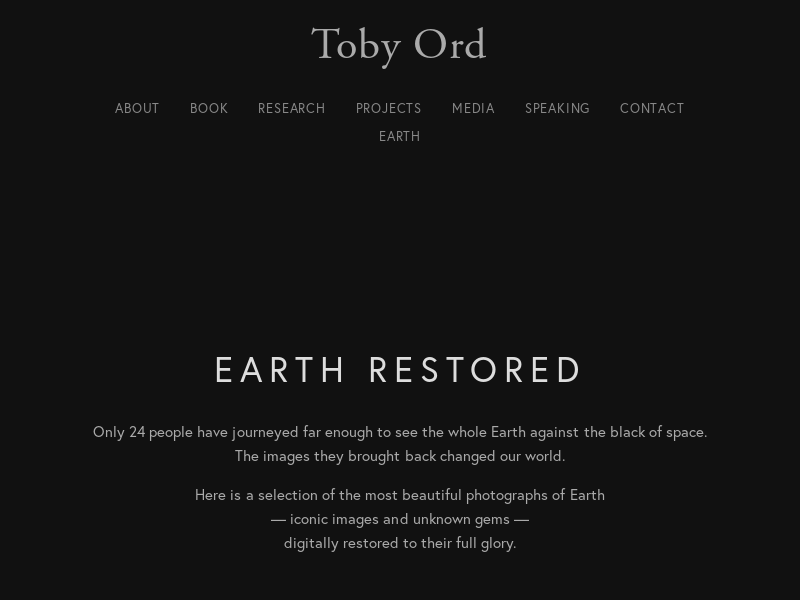 Toby Ord
ABOUT BOOK RESEARCH PROJECTS MEDIA SPEAKING CONTACT
EARTH
EARTH RESTORED
Only 24 people have journeyed far enough to see the whole Earth against the black of space.
The images they brought back changed our world.
Here is a selection of the most beautiful photographs of Earth
— iconic images and unknown gems —
digitally restored to their full glory.